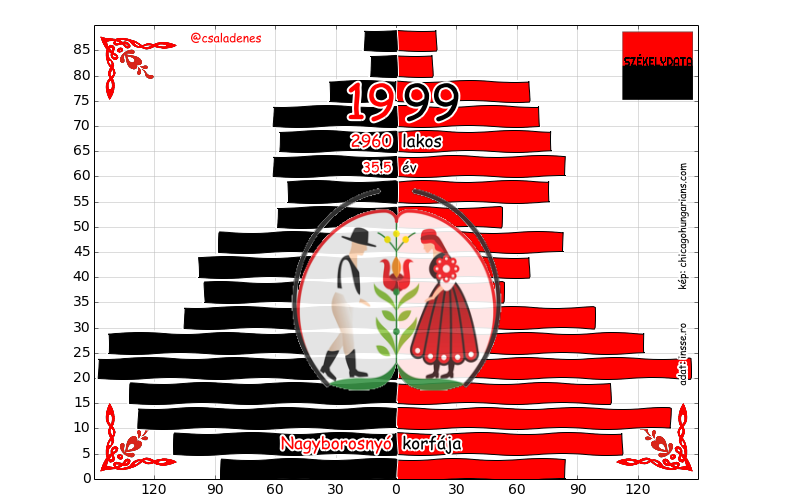 @csaladenes
SZÉKELYDATA
1999
2960 lakos
35.5 év
kép: chicagohungarians.com
adat: insse.ro
Nagyborosnyó korfája
85
80
75
70
65
60
55
50
45
40
35
30
25
20
15
10
5
0
120 90 60 30 0 30 60 90 120